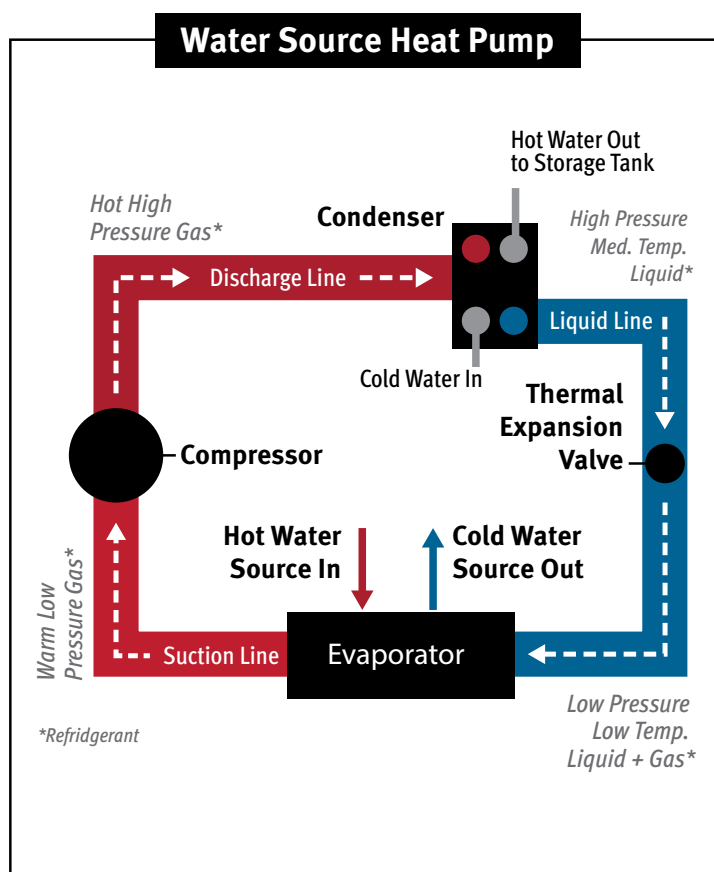 Water Source Heat Pump
Hot Water Out
to Storage Tank
Hot High
Pressure Gas*
Condenser
High Pressure
Med. Temp.
Liquid*
Discharge Line
Liquid Line
Cold Water In
Thermal
Expansion
Valve
Compressor
Hot Water
Source In
Cold Water
Source Out
Warm Low
Pressure Gas*
Suction Line
Evaporator
Low Pressure
Low Temp.
Liquid + Gas*
*Refridgerant